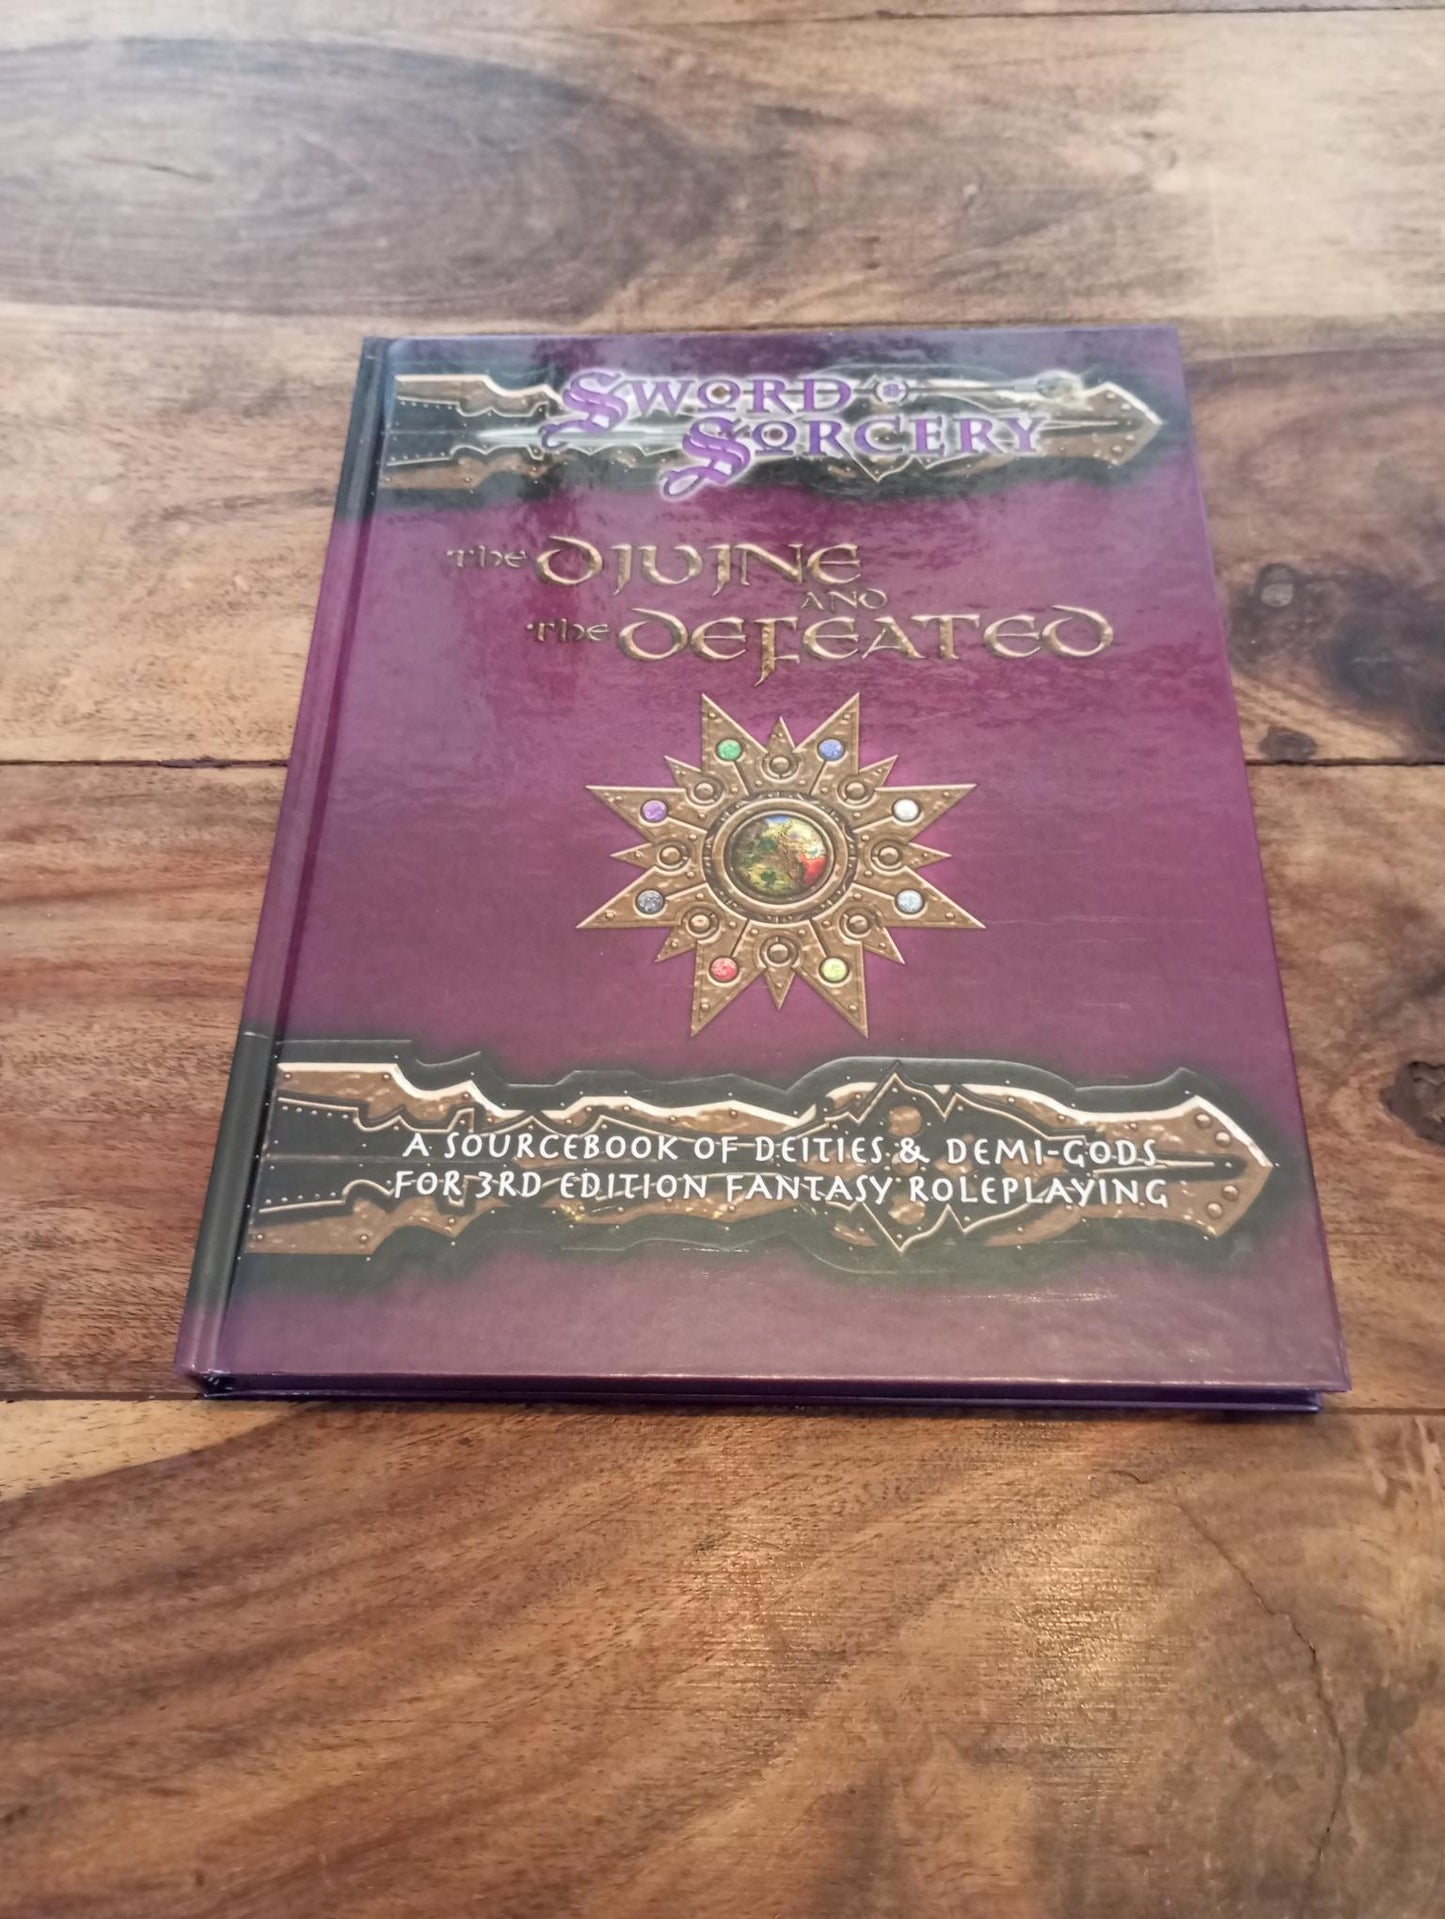 SWORD
SORCERY
The DIVINE
AND
The DEFEATED
A SOURCEBOOK OF DEITIES & DEMI-GODS
FOR 3RD EDITION FANTASY ROLEPLAYING